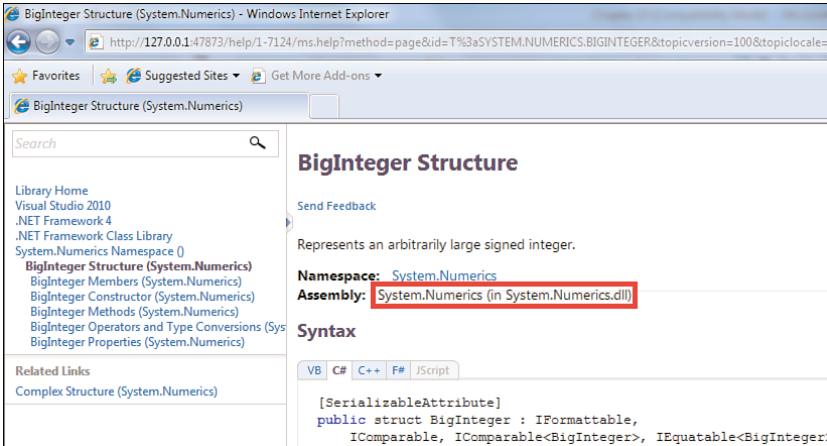 BigInteger Structure (System.Numerics) - Windows Internet Explorer
http://127.0.0.1:47873/help/1-7124/ms.help?method=page&id=T%3aSYSTEM.NUMERICS.BIGINTEGER&topicversion=100&topiclocale=
Favorites Suggested Sites Get More Add-ons
BigInteger Structure (System.Numerics)
Search
Library Home
Visual Studio 2010
.NET Framework 4
.NET Framework Class Library
System.Numerics Namespace ()
BigInteger Structure (System.Numerics)
BigInteger Members (System.Numerics)
BigInteger Constructor (System.Numerics)
BigInteger Methods (System.Numerics)
BigInteger Operators and Type Conversions (Sys
BigInteger Properties (System.Numerics)
Related Links
Complex Structure (System.Numerics)
BigInteger Structure
Send Feedback
Represents an arbitrarily large signed integer.
Namespace: System.Numerics
Assembly: System.Numerics (in System.Numerics.dll)
Syntax
VB C# C++ F# JScript
[SerializableAttribute]
public struct BigInteger : IFormattable,
IComparable, IComparable<BigInteger>, IEquatable<BigInteger